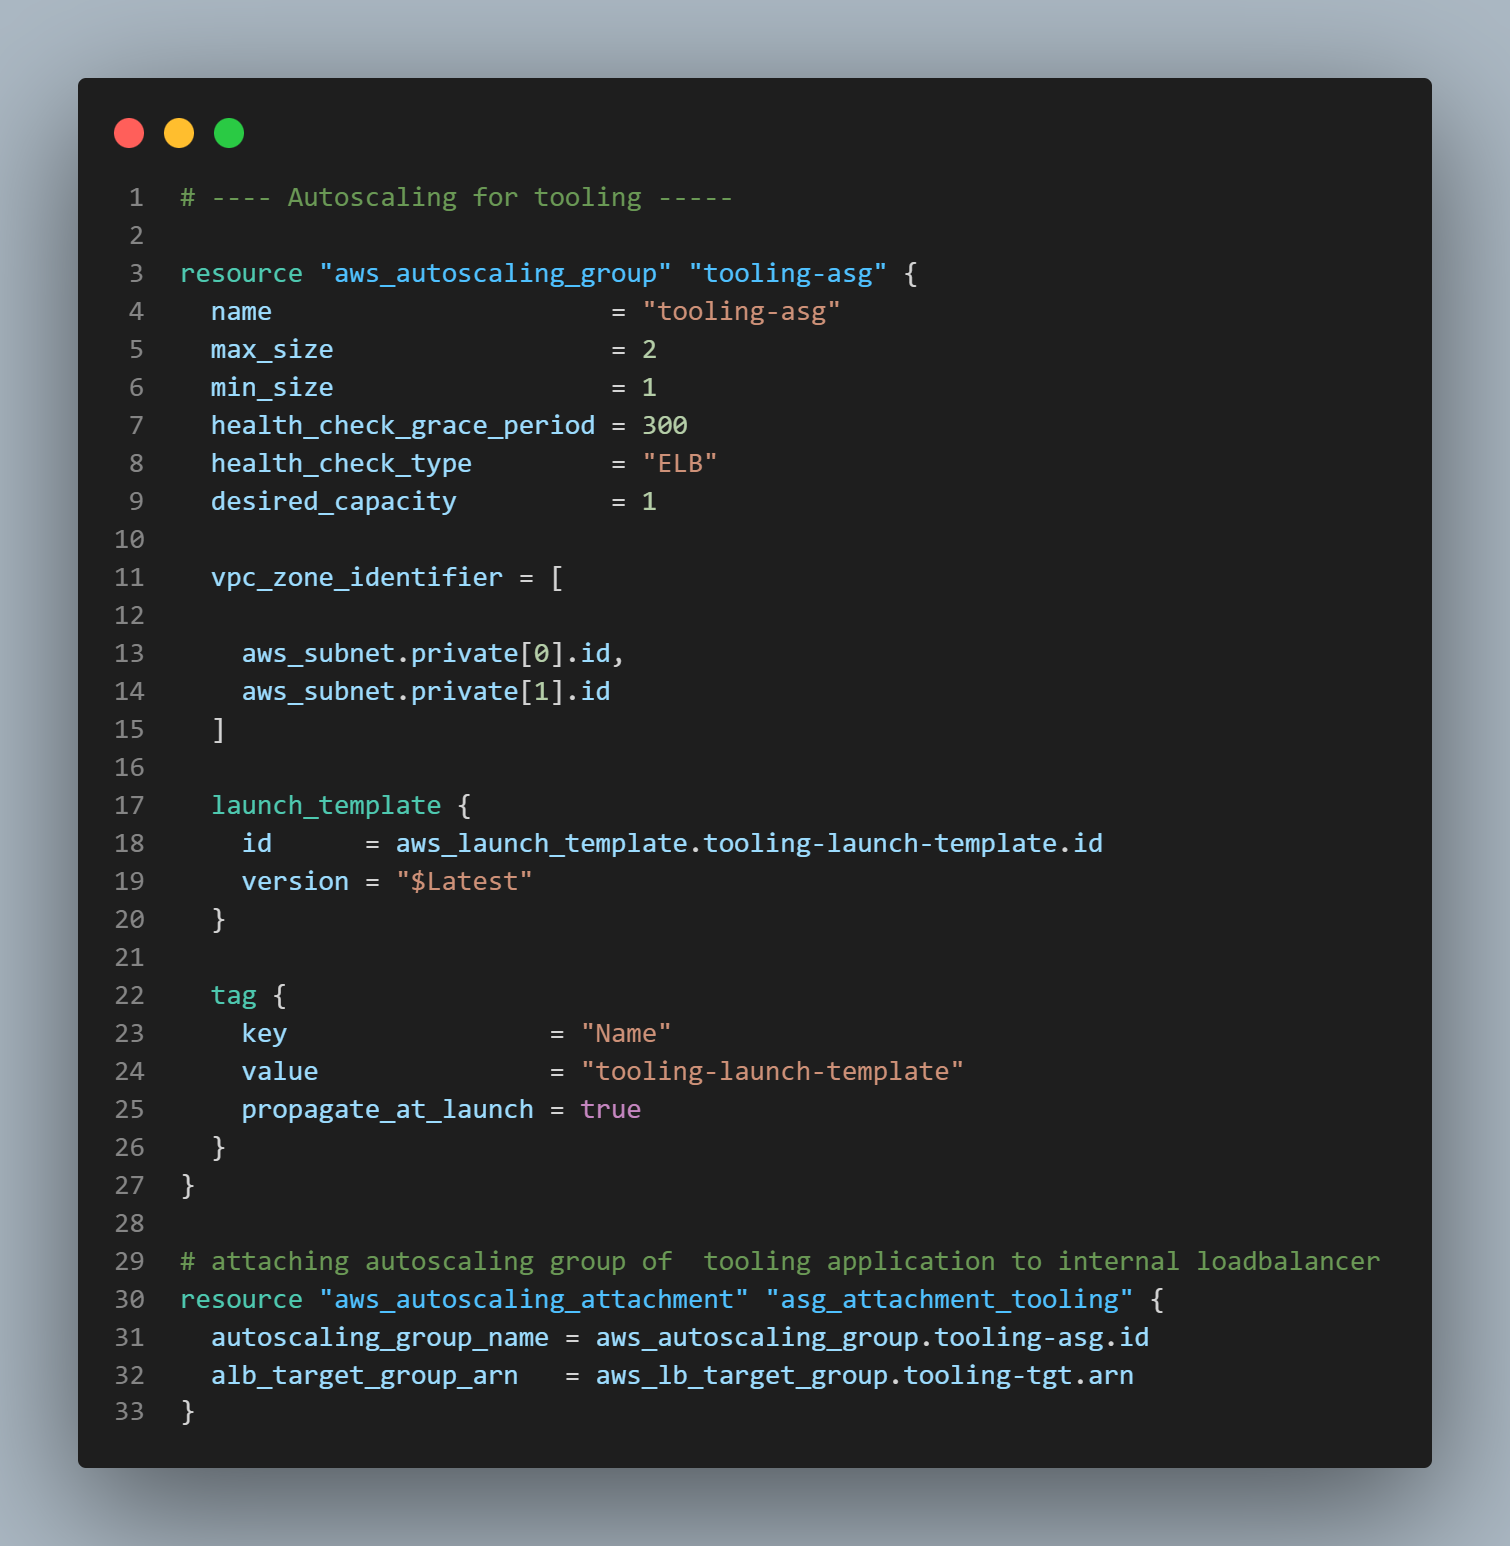 1 # ---- Autoscaling for tooling -----
2
3 resource "aws_autoscaling_group" "tooling-asg" {
4   name                      = "tooling-asg"
5   max_size                  = 2
6   min_size                  = 1
7   health_check_grace_period = 300
8   health_check_type         = "ELB"
9   desired_capacity          = 1
10
11   vpc_zone_identifier = [
12
13     aws_subnet.private[0].id,
14     aws_subnet.private[1].id
15   ]
16
17   launch_template {
18     id      = aws_launch_template.tooling-launch-template.id
19     version = "$Latest"
20   }
21
22   tag {
23     key                 = "Name"
24     value               = "tooling-launch-template"
25     propagate_at_launch = true
26   }
27 }
28
29 # attaching autoscaling group of  tooling application to internal loadbalancer
30 resource "aws_autoscaling_attachment" "asg_attachment_tooling" {
31   autoscaling_group_name = aws_autoscaling_group.tooling-asg.id
32   alb_target_group_arn   = aws_lb_target_group.tooling-tgt.arn
33 }